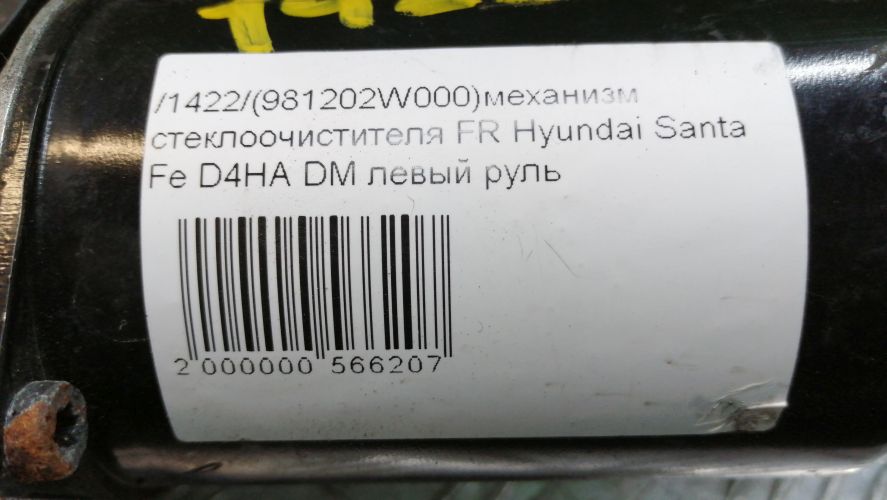 /1422/(981202W000)механизм
стеклоочистителя FR Hyundai Santa
Fe D4HA DM левый руль
2 000000 566207